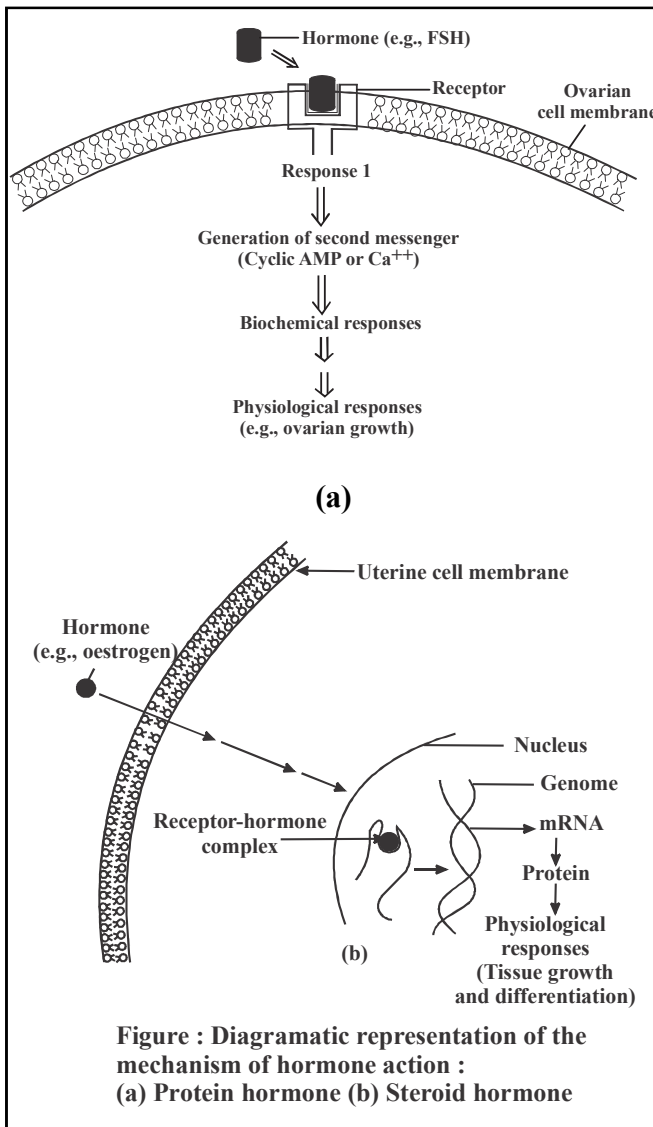 Hormone (e.g., FSH)
Receptor
Ovarian
cell membrane
Response 1
Generation of second messenger
(Cyclic AMP or Ca++)
Biochemical responses
Physiological responses
(e.g., ovarian growth)
(a)
Uterine cell membrane
Hormone
(e.g., oestrogen)
Nucleus
Genome
Receptor-hormone
complex
mRNA
Protein
Physiological
responses
(Tissue growth
and differentiation)
(b)
Figure : Diagramatic representation of the
mechanism of hormone action :
(a) Protein hormone (b) Steroid hormone